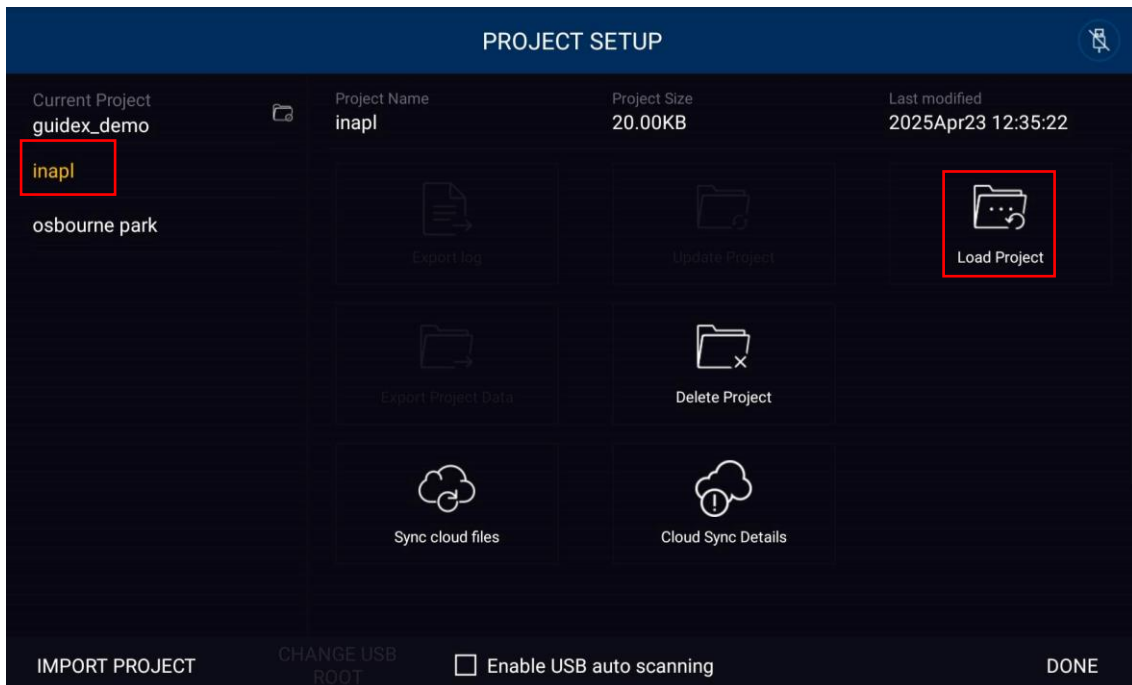 PROJECT SETUP
Current Project
guidex_demo
inapl
osbourne park
Project Name
inapl
Project Size
20.00KB
Last modified
2025Apr23 12:35:22
Export log
Update Project
Load Project
Export Project Data
Delete Project
Sync cloud files
Cloud Sync Details
IMPORT PROJECT
CHANGE USB
ROOT
Enable USB auto scanning
DONE